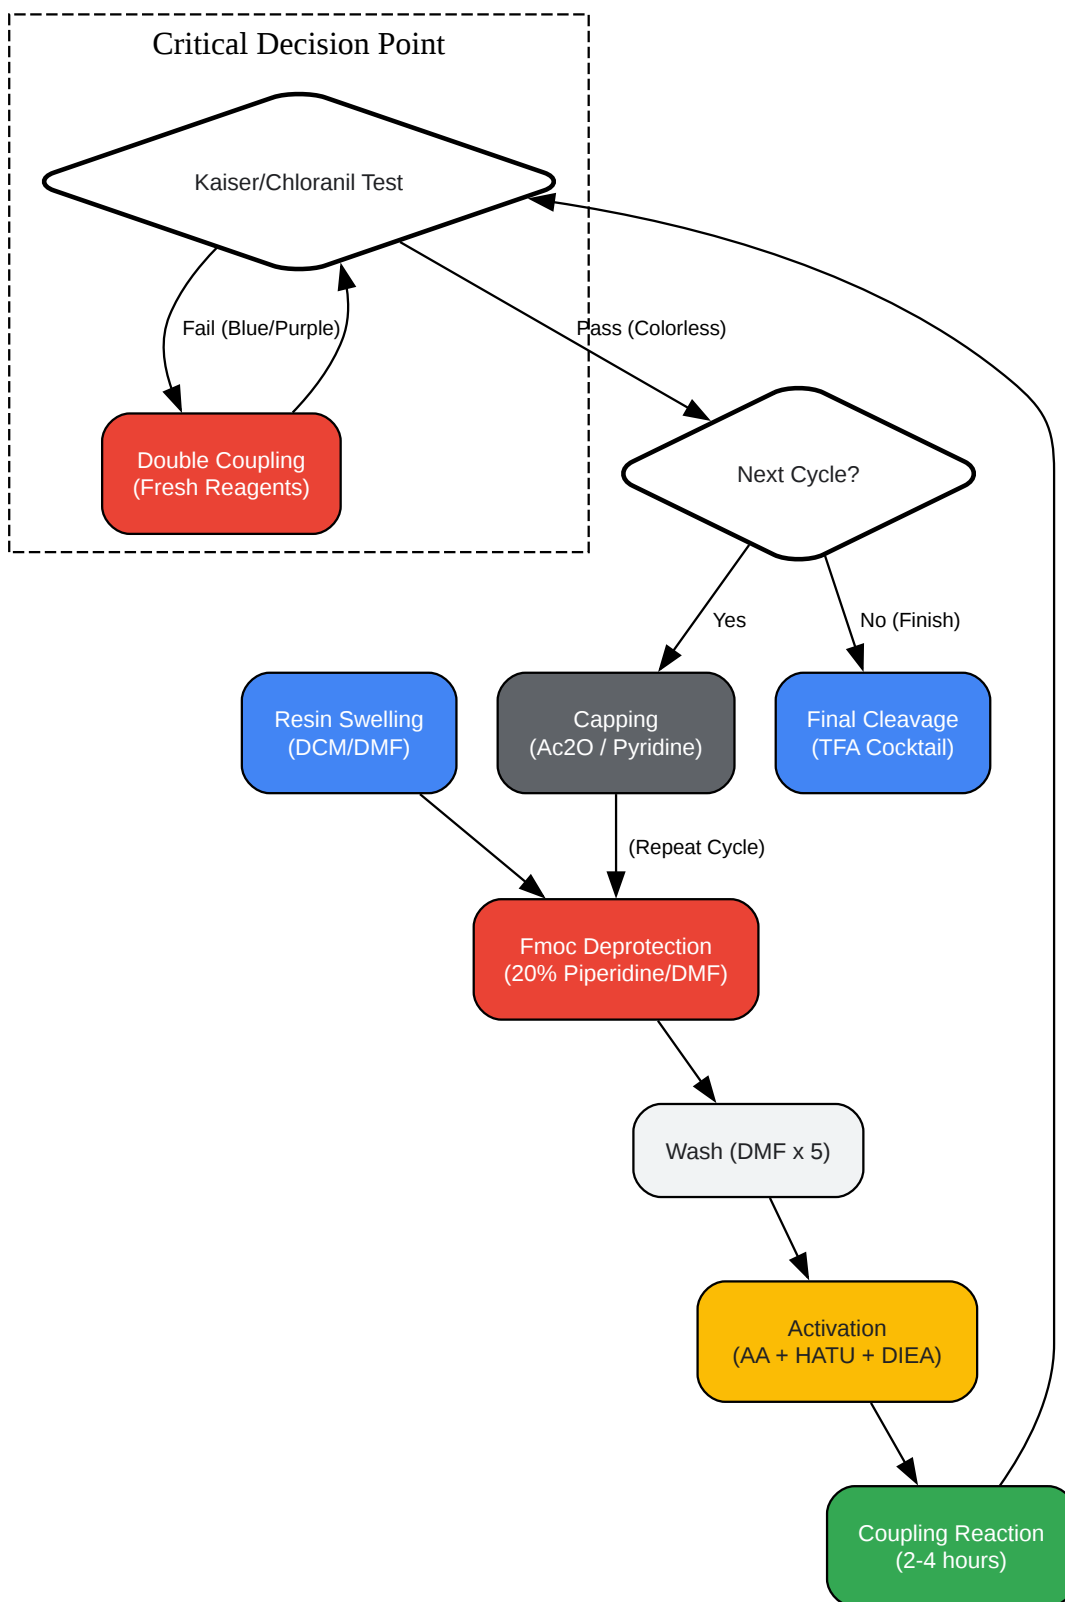 Critical Decision Point
Kaiser/Chloranil Test
Fail (Blue/Purple)
Pass (Colorless)
Double Coupling
(Fresh Reagents)
Next Cycle?
Yes
No (Finish)
Resin Swelling
(DCM/DMF)
Capping
(Ac2O / Pyridine)
Final Cleavage
(TFA Cocktail)
(Repeat Cycle)
Fmoc Deprotection
(20% Piperidine/DMF)
Wash (DMF x 5)
Activation
(AA + HATU + DIEA)
Coupling Reaction
(2-4 hours)